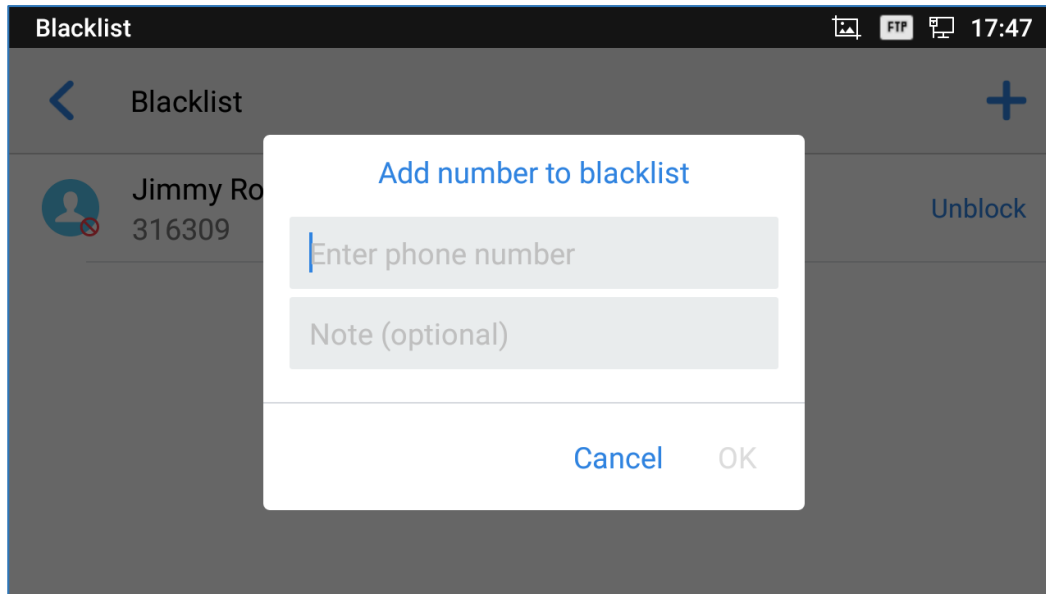 Blacklist
FTP 17:47
Blacklist
Jimmy Ro
316309
Unblock
Add number to blacklist
Enter phone number
Note (optional)
Cancel OK